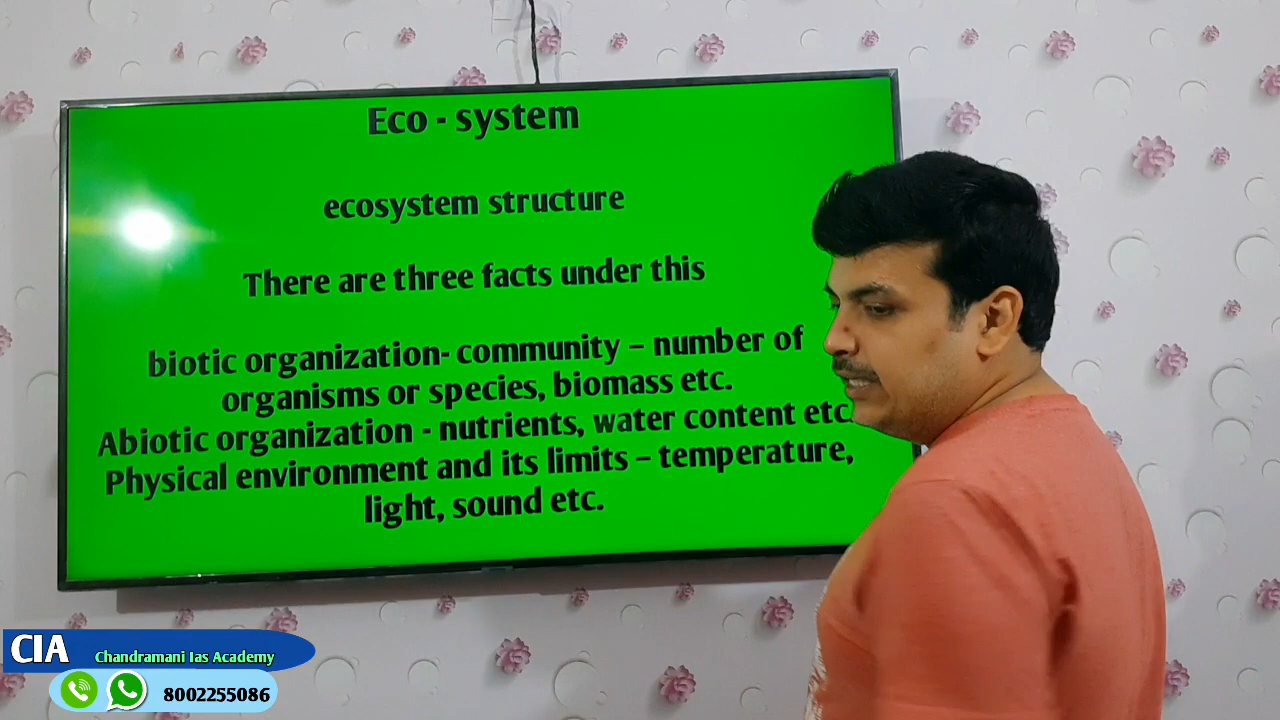 Eco - system
ecosystem structure
There are three facts under this
biotic organization- community – number of
organisms or species, biomass etc.
Abiotic organization - nutrients, water content etc.
Physical environment and its limits – temperature,
light, sound etc.
CIA
Chandramani Ias Academy
8002255086